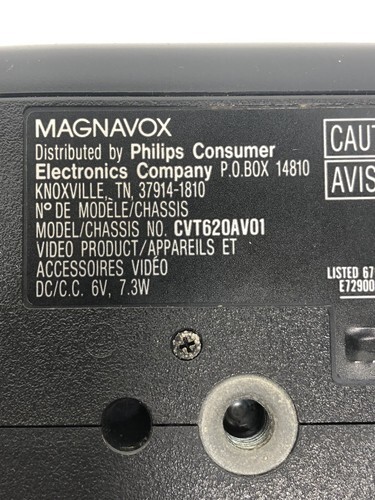 MAGNAVOX
Distributed by Philips Consumer
Electronics Company P.O.BOX 14810
KNOXVILLE, TN, 37914-1810
Nº DE MODÈLE/CHASSIS
MODEL/CHASSIS NO. CVT620AV01
VIDEO PRODUCT/APPAREILS ET
ACCESSOIRES VIDÉO
DC/C.C. 6V, 7.3W
CAUT
AVIS
LISTED 67
E72900